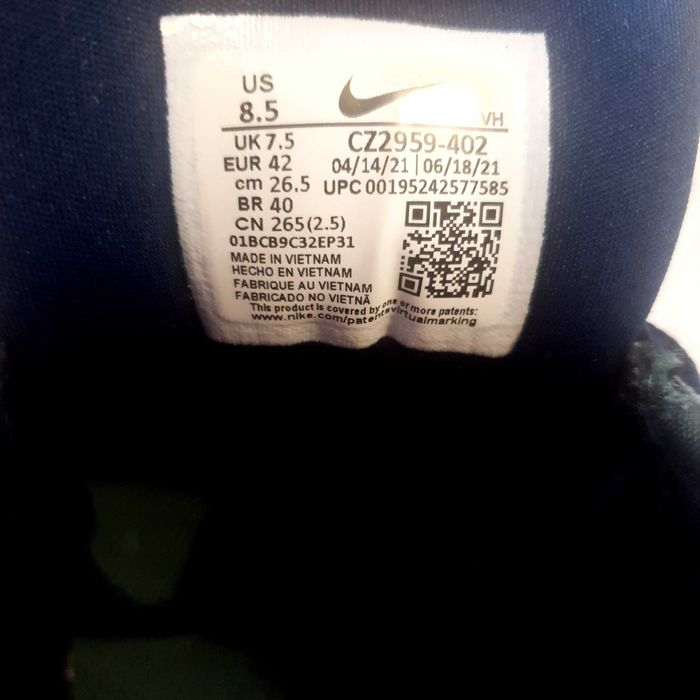 US
8.5
VH
UK 7.5
CZ2959-402
EUR 42
04/14/21 | 06/18/21
cm 26.5
UPC 00195242577585
BR 40
CN 265(2.5)
01BCB9C32EP31
MADE IN VIETNAM
HECHO EN VIETNAM
FABRIQUE AU VIETNAM
FABRICADO NO VIETNÃ
This product is covered by one or more patents:
www.nike.com/patentsvirtualmarking